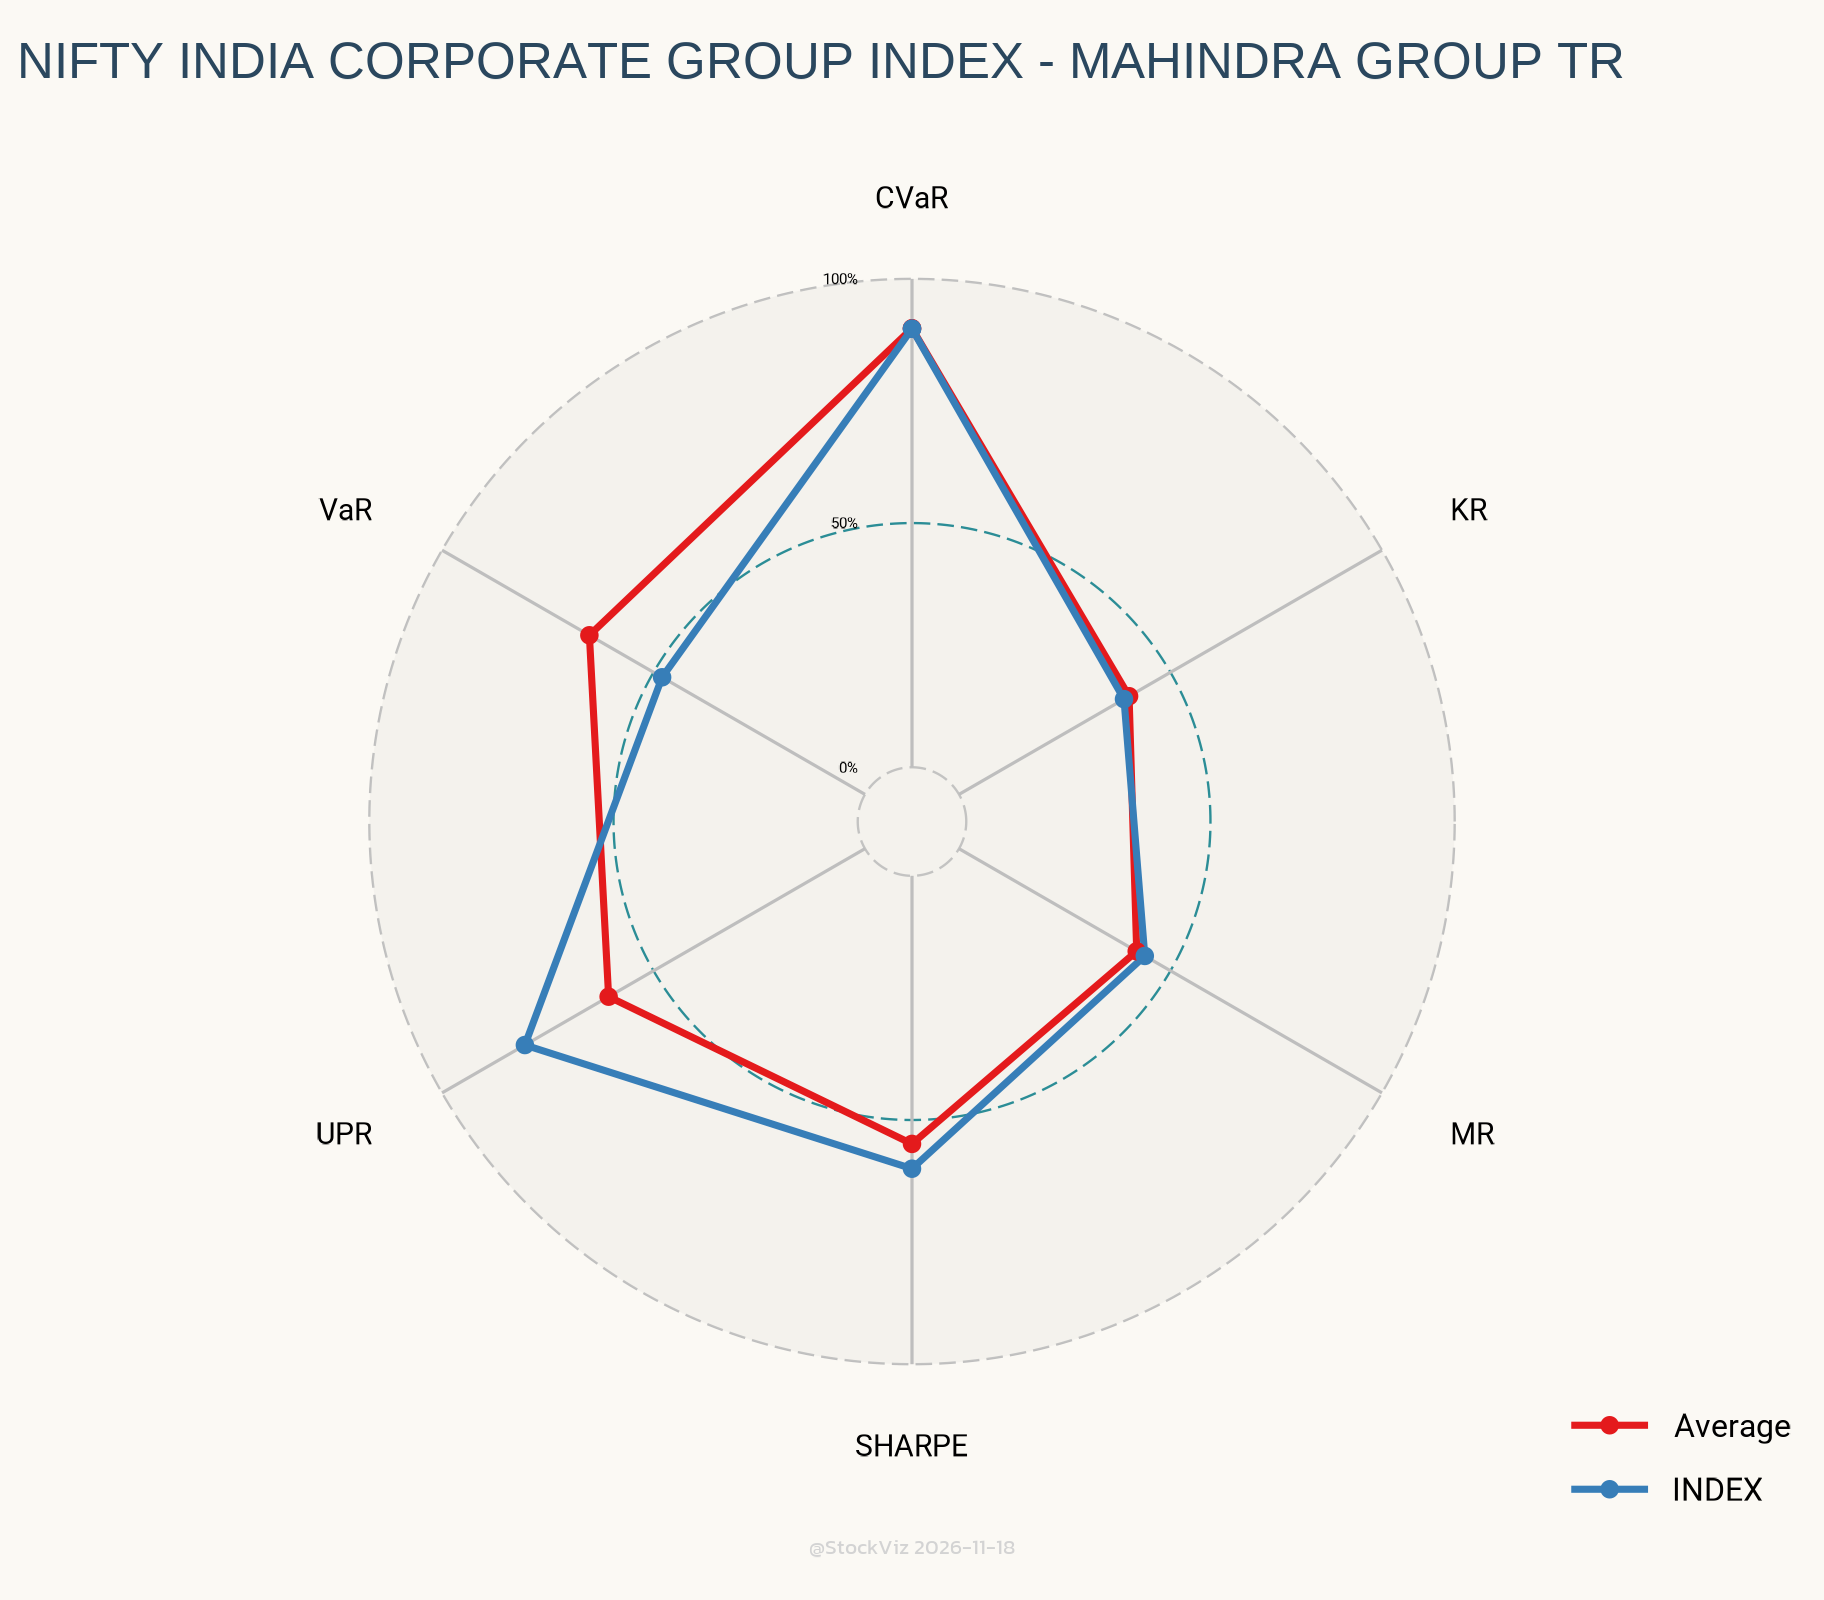 NIFTY INDIA CORPORATE GROUP INDEX - MAHINDRA GROUP TR
CVaR
100%
VaR
KR
50%
0%
UPR
MR
SHARPE
Average
INDEX
@StockViz 2026-11-18